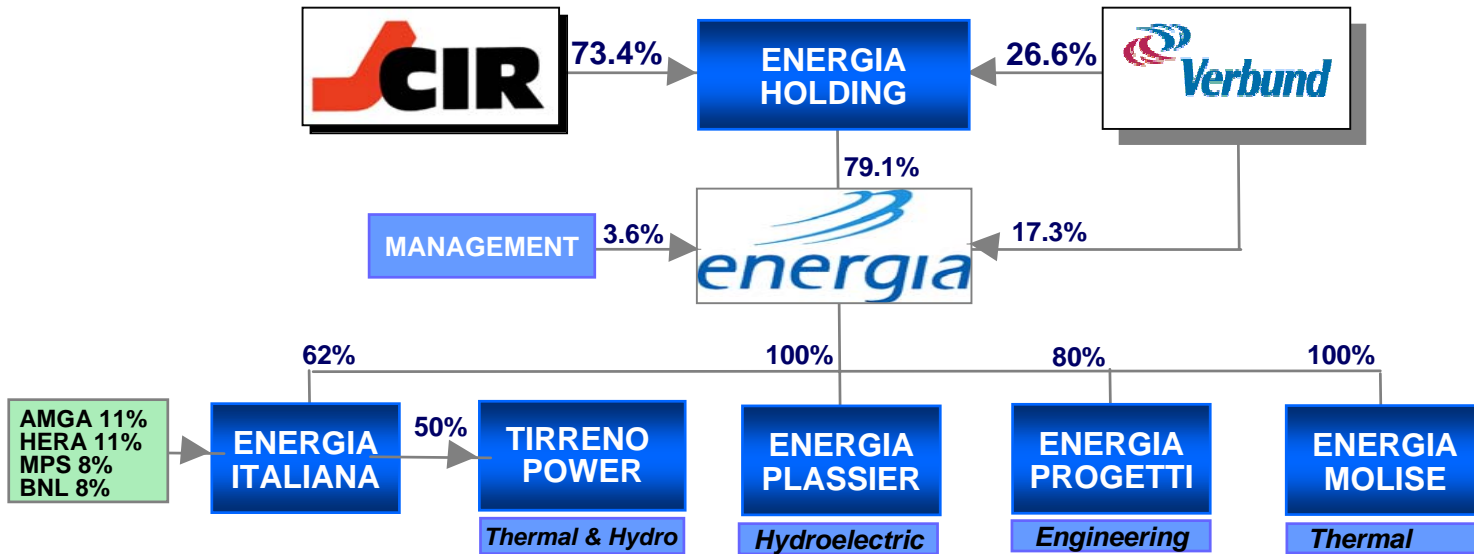 CIR
73.4%
ENERGIA
HOLDING
26.6%
Verbund
79.1%
MANAGEMENT
3.6%
energia
17.3%
62%
100%
80%
100%
AMGA 11%
HERA 11%
MPS 8%
BNL 8%
ENERGIA
ITALIANA
50%
TIRRENO
POWER
ENERGIA
PLASSIER
ENERGIA
PROGETTI
ENERGIA
MOLISE
Thermal & Hydro
Hydroelectric
Engineering
Thermal